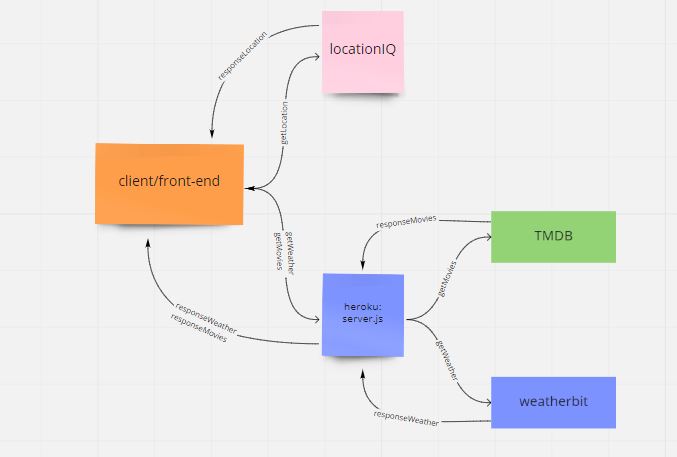 locationIQ
responseLocation
getLocation
client/front-end
getWeather
getMovies
responseMovies
TMDB
getMovies
heroku:
server.js
responseWeather
responseMovies
getWeather
weatherbit
responseWeather